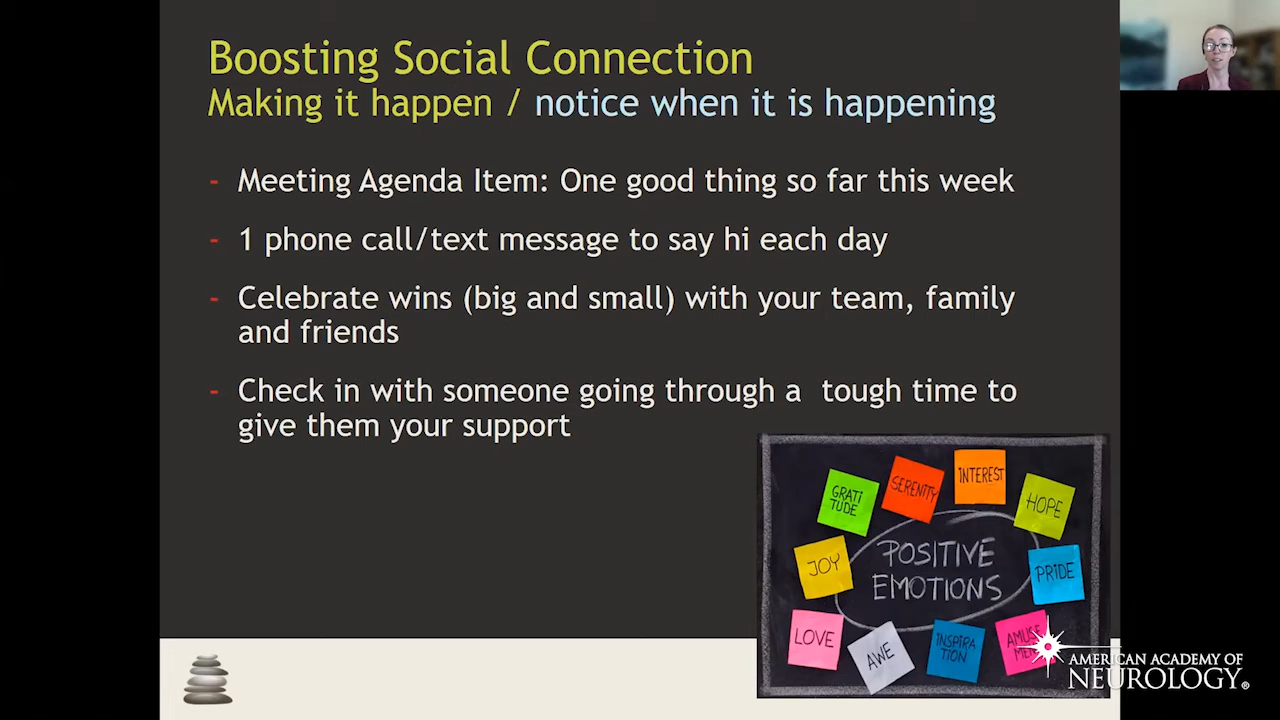 Boosting Social Connection
Making it happen / notice when it is happening
- Meeting Agenda Item: One good thing so far this week
- 1 phone call/text message to say hi each day
- Celebrate wins (big and small) with your team, family
and friends
- Check in with someone going through a  tough time to
give them your support
GRATI
TUDE
SERENITY
INTEREST
HOPE
JOY
POSITIVE
EMOTIONS
PRIDE
LOVE
AWE
INSPIRA
TION
AMUSE
MENT
AMERICAN ACADEMY OF
NEUROLOGY®